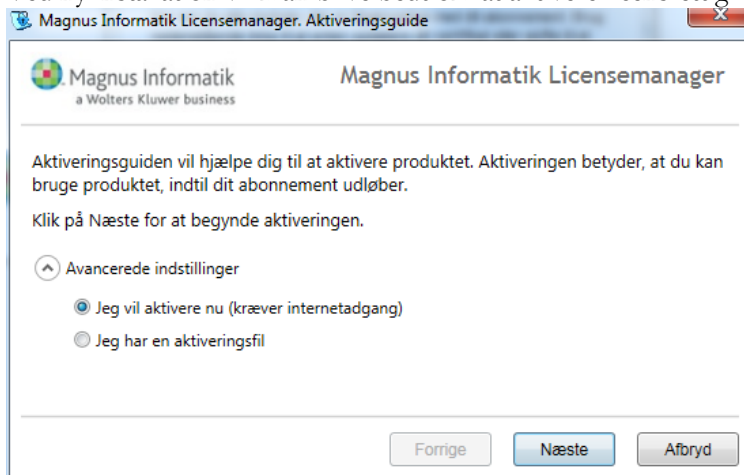 Magnus Informatik Licensemanager. Aktiveringsguide
Magnus Informatik
a Wolters Kluwer business
Magnus Informatik Licensemanager
Aktiveringsguiden vil hjælpe dig til at aktivere produktet. Aktiveringen betyder, at du kan
bruge produktet, indtil dit abonnement udløber.
Klik på Næste for at begynde aktiveringen.
Avancerede indstillinger
Jeg vil aktivere nu (kræver internetadgang)
Jeg har en aktiveringsfil
Forrige
Næste
Afbryd